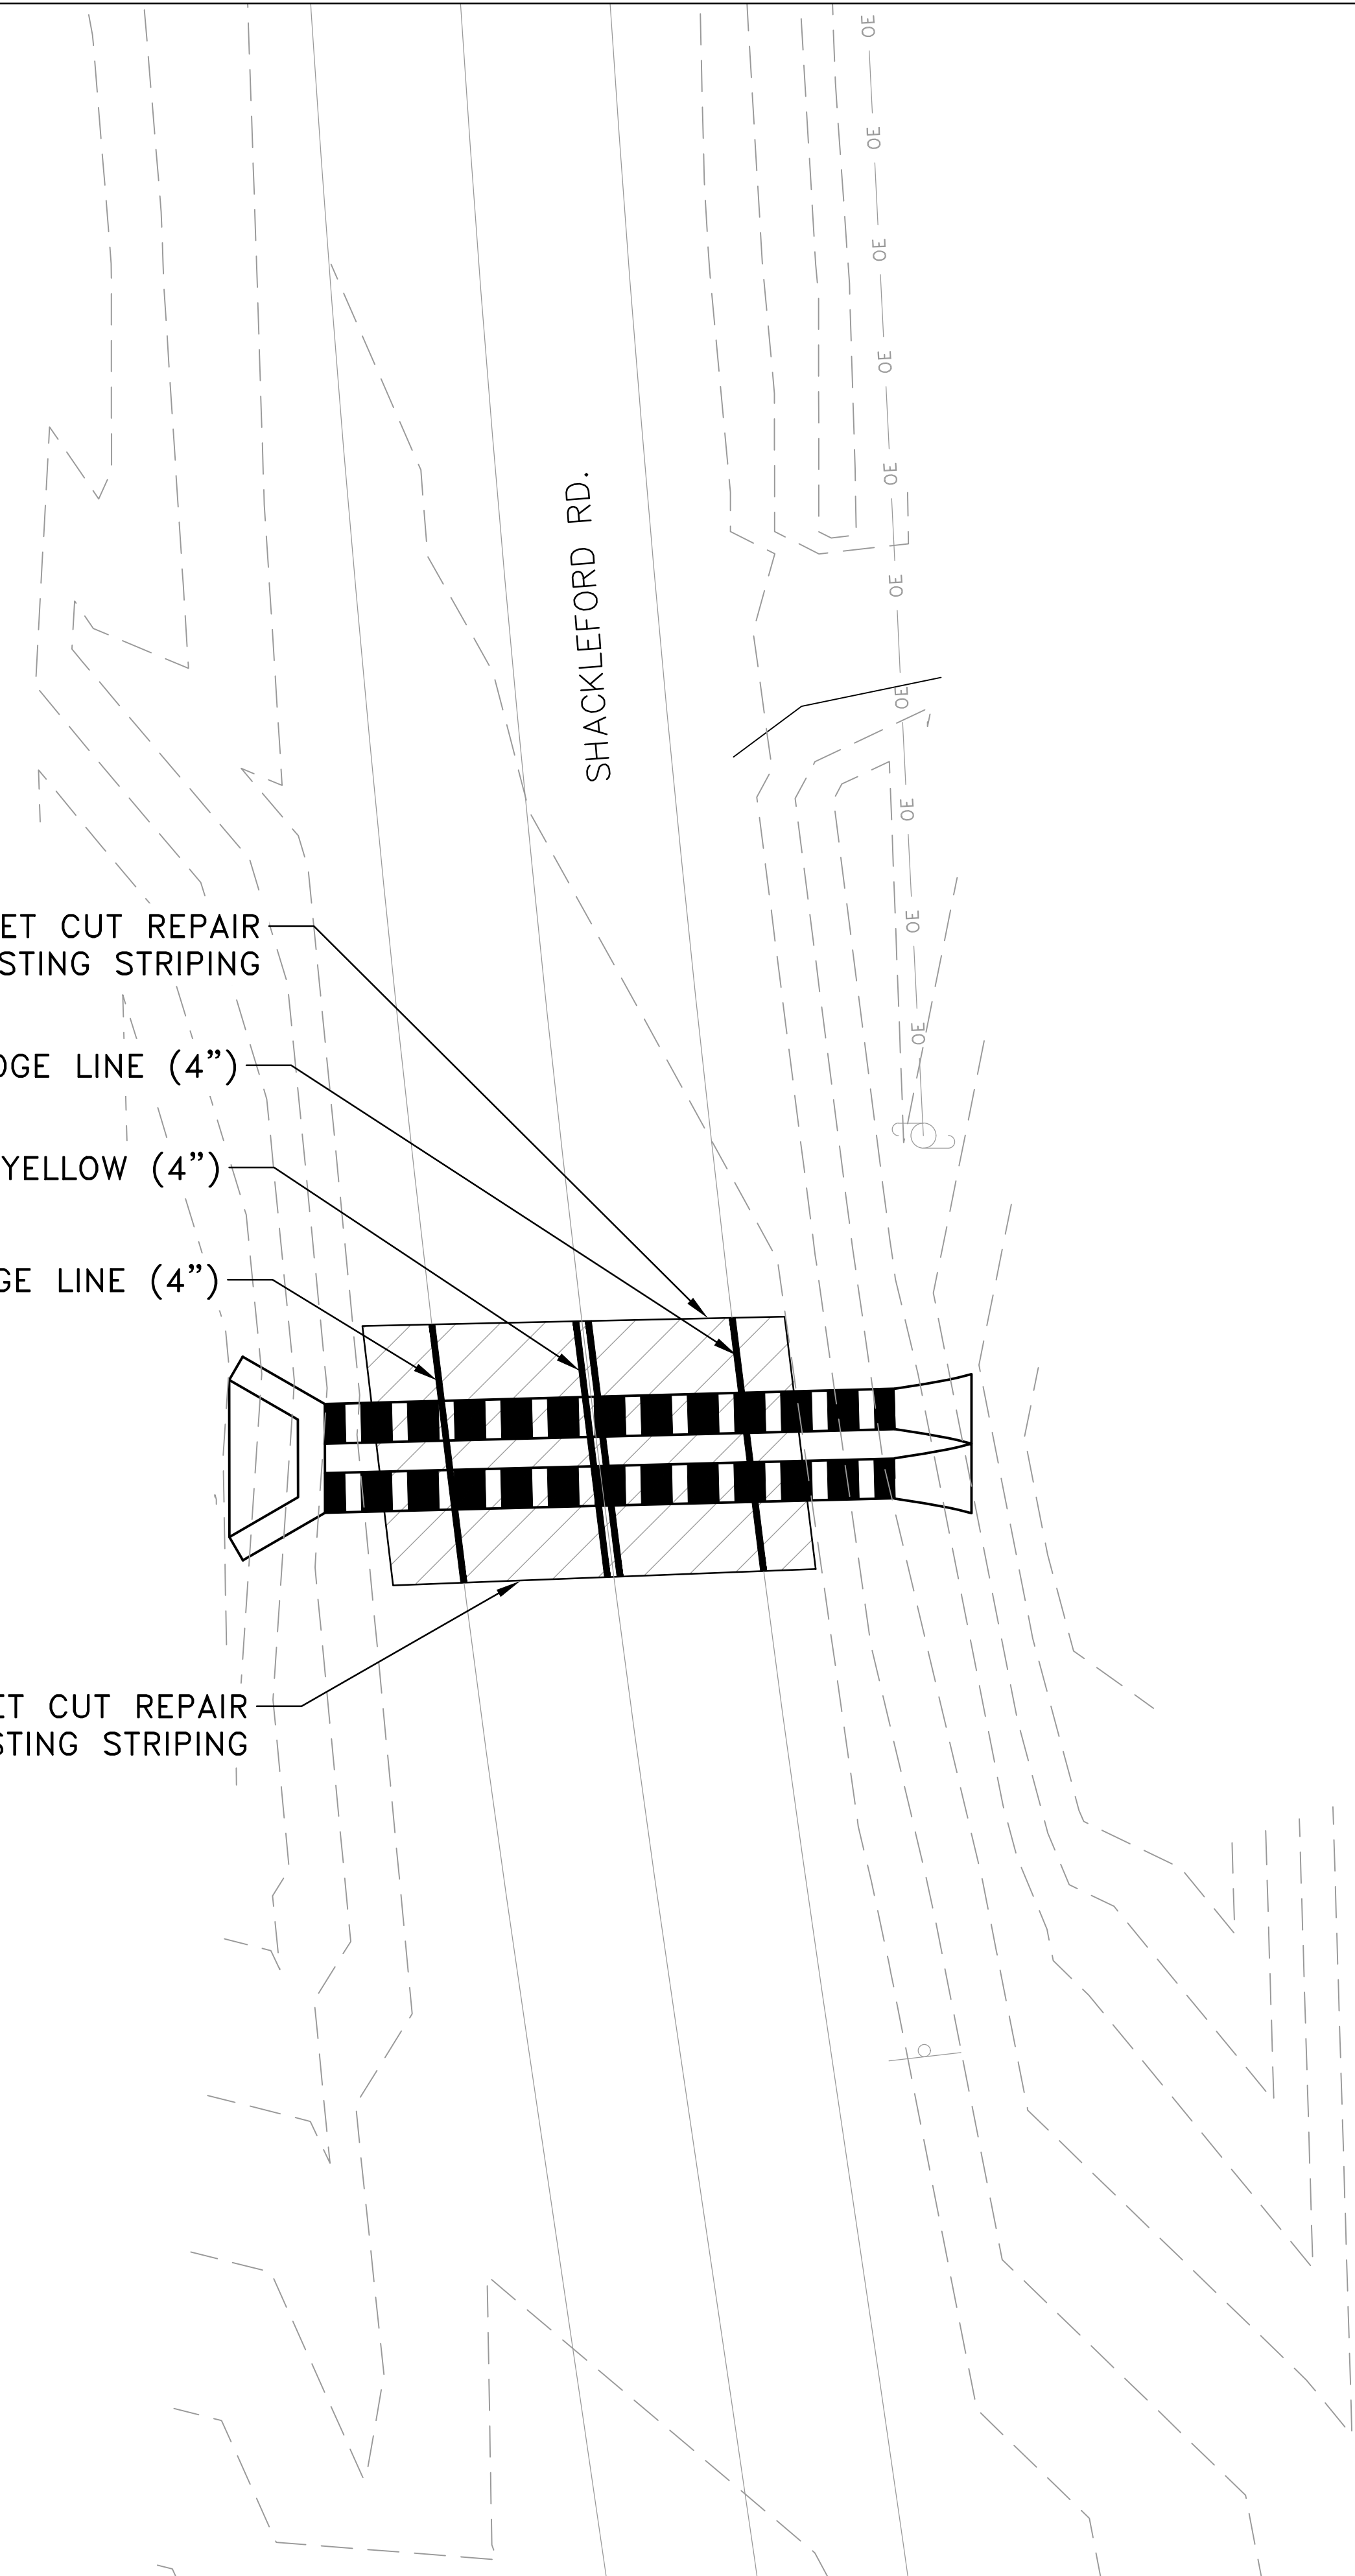 OE
OE
OE
OE
OE
SHACKLEFORD RD.
OE
OE
OE
OE
OE
ET CUT REPAIR
STING STRIPING
DGE LINE (4")
YELLOW (4")
GE LINE (4")
ET CUT REPAIR
STING STRIPING